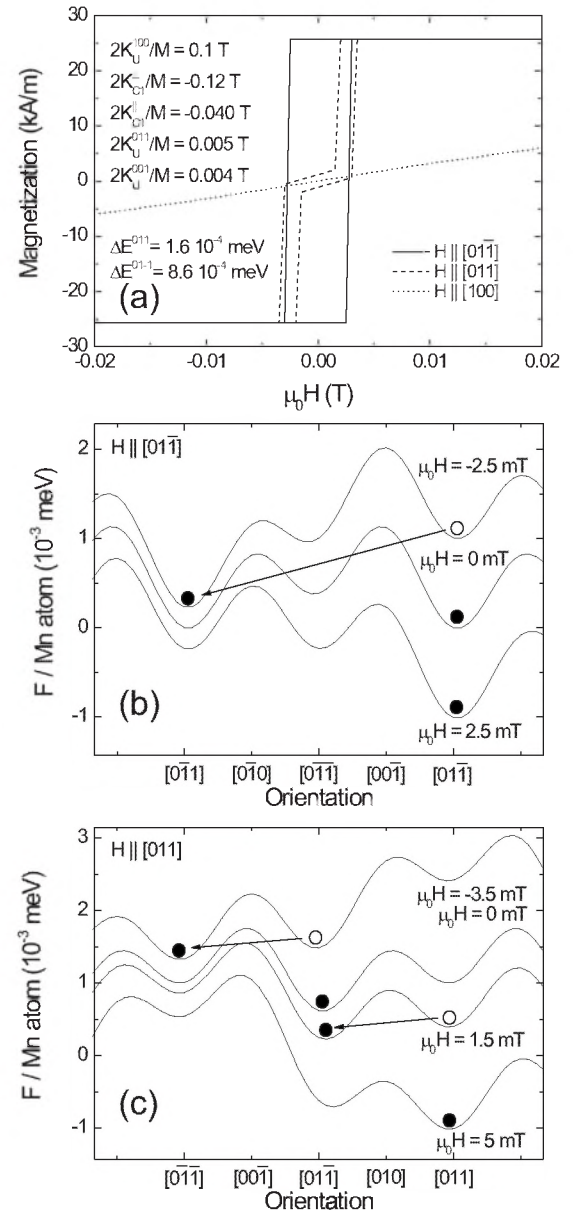 30
20
10
0
-10
-20
-30
Magnetization (kA/m)
2K_U^100/M = 0.1 T
2K_C1^⊥/M = -0.12 T
2K_C1^||/M = -0.040 T
2K_U^011/M = 0.005 T
2K_U^001/M = 0.004 T
ΔE^011 = 1.6 10^-4 meV
ΔE^01-1 = 8.6 10^-4 meV
(a)
H || [011̄]
H || [011]
H || [100]
-0.02 -0.01 0.00 0.01 0.02
μ₀H (T)
H || [011̄]
2
1
0
-1
F / Mn atom (10⁻³ meV)
μ₀H = -2.5 mT
μ₀H = 0 mT
μ₀H = 2.5 mT
(b)
[01̄1] [01̄0] [01̄1̄] [001̄] [011̄]
Orientation
H || [011]
3
2
1
0
-1
F / Mn atom (10⁻³ meV)
μ₀H = -3.5 mT
μ₀H = 0 mT
μ₀H = 1.5 mT
μ₀H = 5 mT
(c)
[01̄1̄] [001̄] [011̄] [010] [011]
Orientation